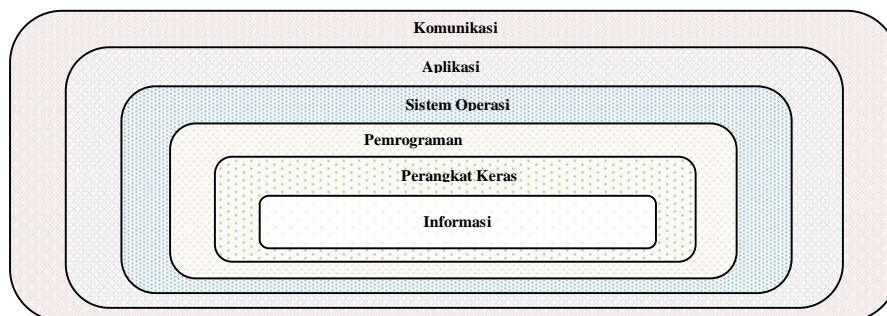 Komunikasi
Aplikasi
Sistem Operasi
Pemrograman
Perangkat Keras
Informasi